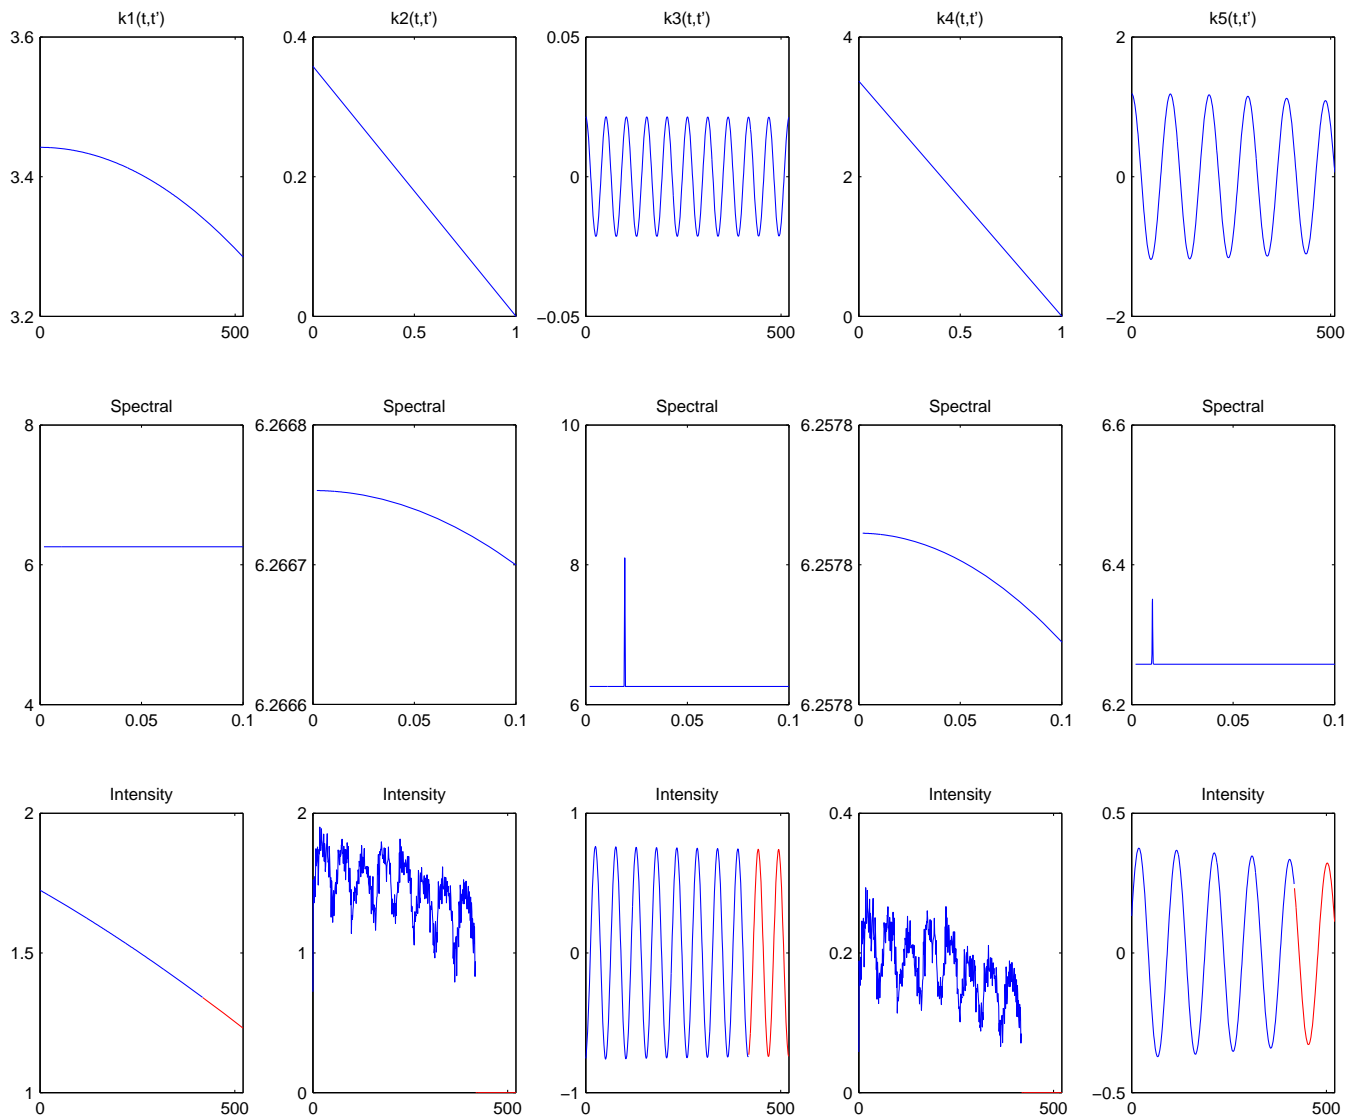 k1(t,t') k2(t,t') k3(t,t') k4(t,t') k5(t,t')
3.6 0.4 0.05 4 2
3.4 0.2 0 2 0
3.2 0 −0.05 0 −2
0 500 0 0.5 1 0 500 0 0.5 1 0 500
Spectral Spectral Spectral Spectral Spectral
8 6.2668 10 6.2578 6.6
6 6.2667 8 6.2578 6.4
4 6.2666 6 6.2578 6.2
0 0.05 0.1 0 0.05 0.1 0 0.05 0.1 0 0.05 0.1 0 0.05 0.1
Intensity Intensity Intensity Intensity Intensity
2 2 1 0.4 0.5
1.5 1 0 0.2 0
1 0 −1 0 −0.5
0 500 0 500 0 500 0 500 0 500